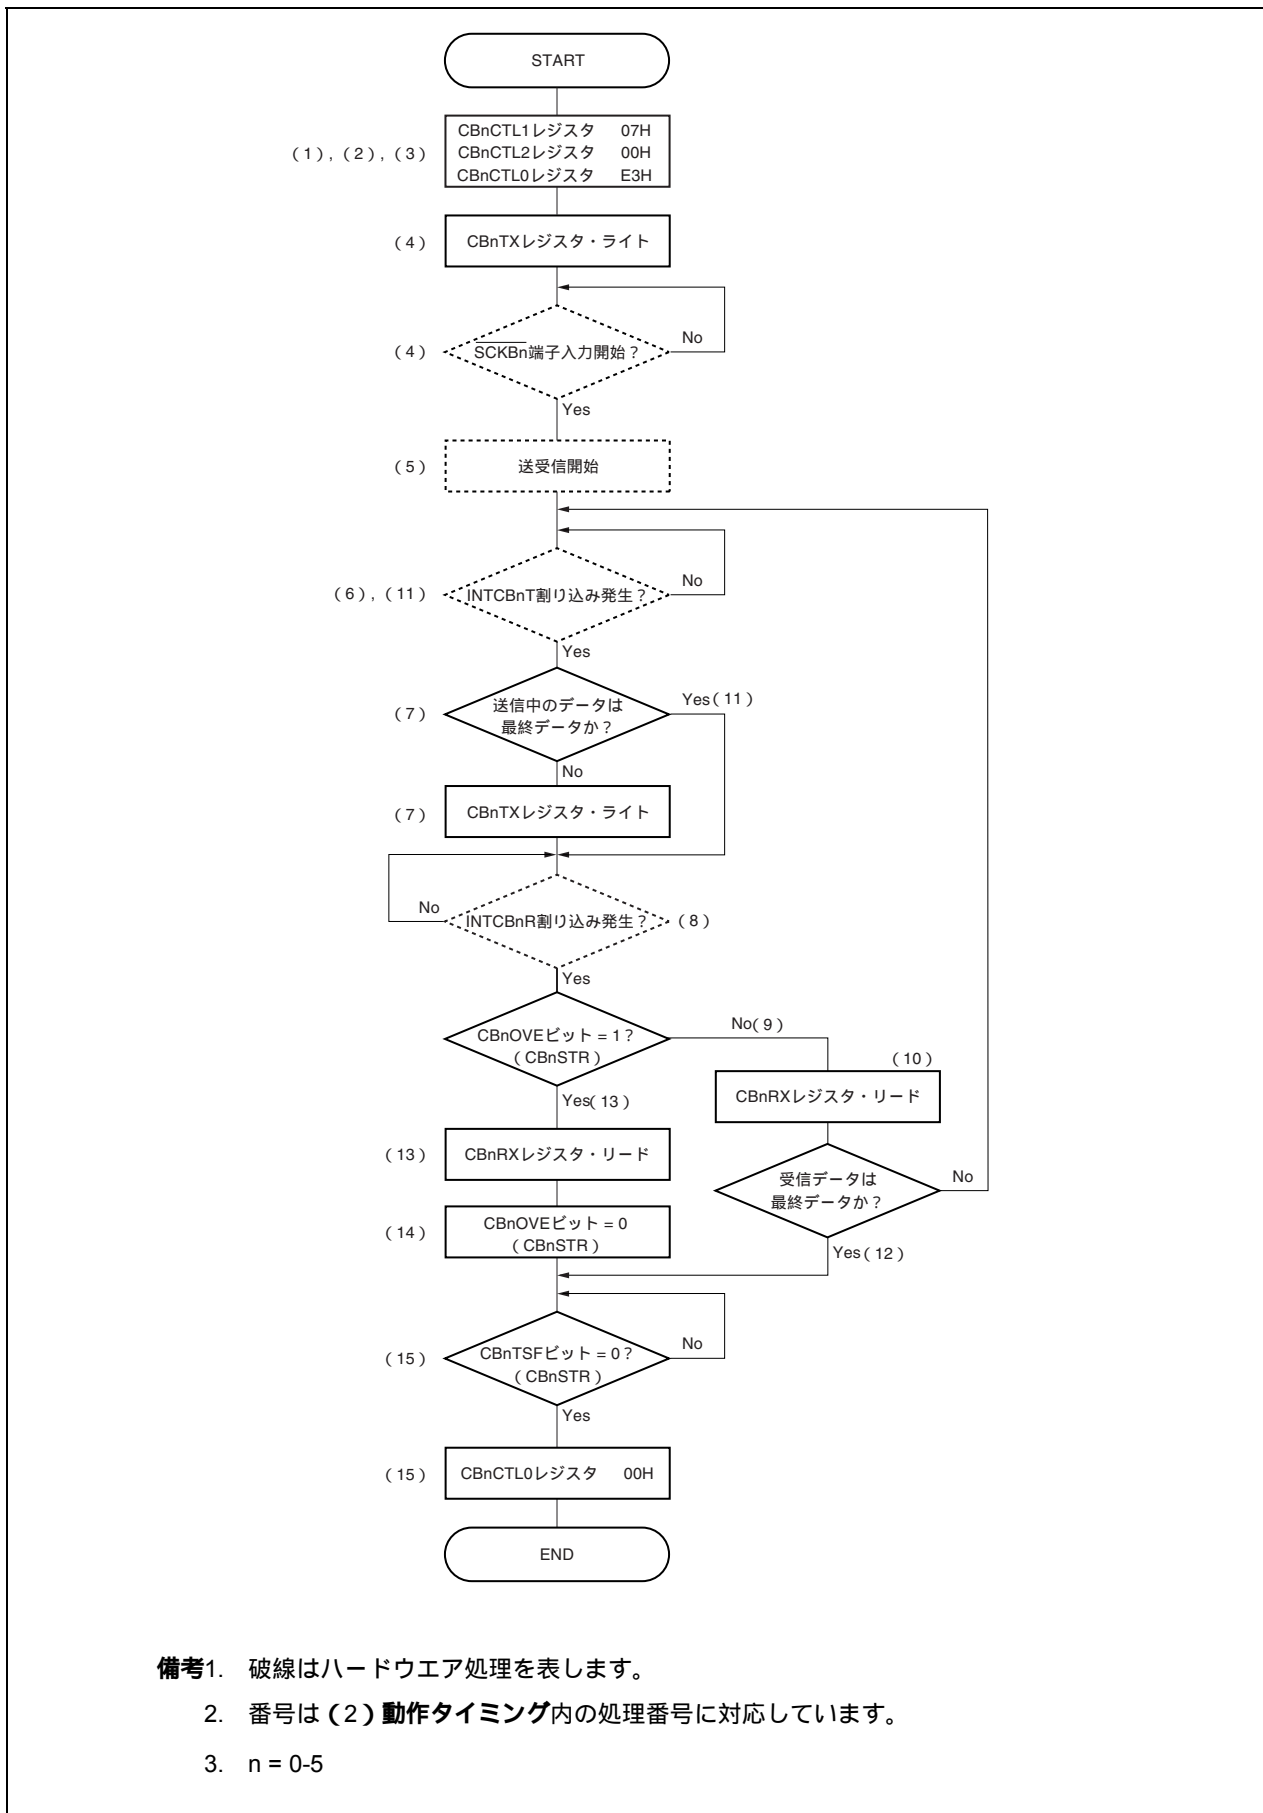 START
CBnCTL1レジスタ 07H
（1），（2），（3） CBnCTL2レジスタ 00H
CBnCTL0レジスタ E3H
（4） CBnTXレジスタ・ライト
（4） SCKBn端子入力開始？ No
Yes
（5） 送受信開始
（6），（11） INTCBnT割り込み発生？ No
Yes
（7） 送信中のデータは
最終データか？ Yes（11）
No
（7） CBnTXレジスタ・ライト
No INTCBnR割り込み発生？ （8）
Yes
CBnOVEビット = 1？
（CBnSTR） No（9）
（10）
CBnRXレジスタ・リード
Yes（13）
（13） CBnRXレジスタ・リード
受信データは
最終データか？ No
（14） CBnOVEビット = 0
（CBnSTR）
Yes（12）
（15） CBnTSFビット = 0？
（CBnSTR） No
Yes
（15） CBnCTL0レジスタ 00H
END
備考1. 破線はハードウエア処理を表します。
2. 番号は（2）動作タイミング内の処理番号に対応しています。
3. n = 0-5